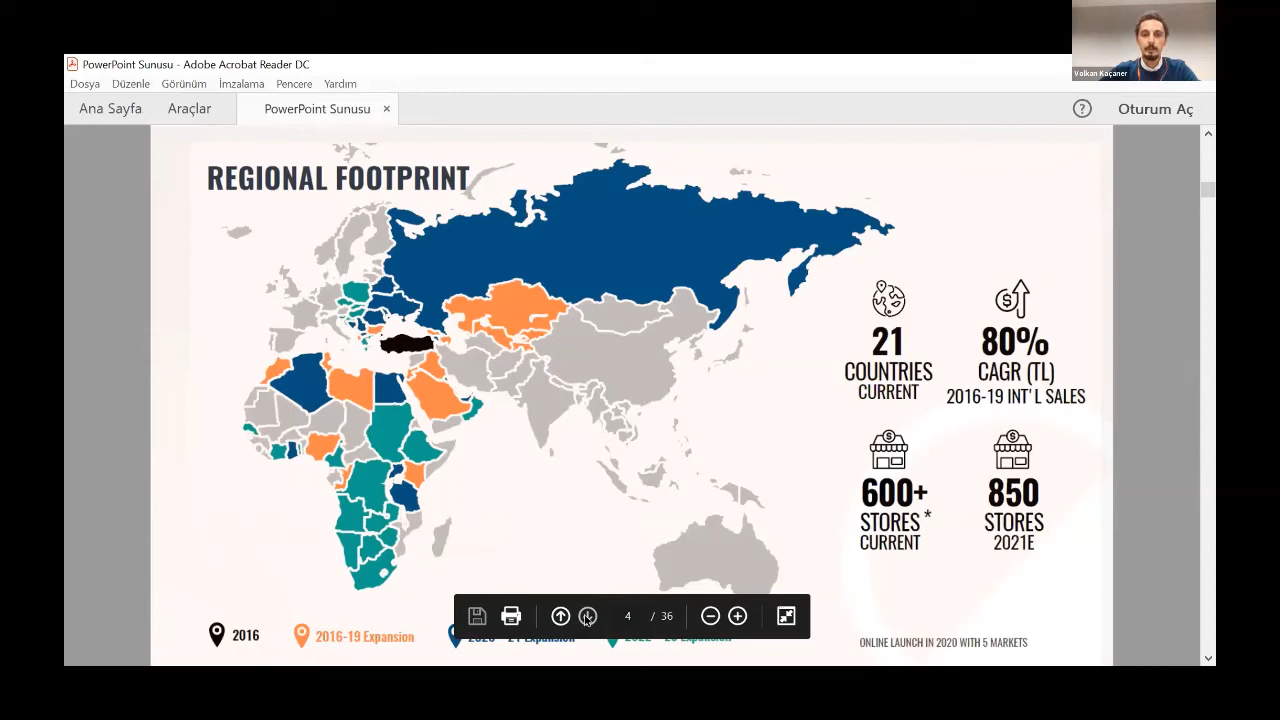 Volkan Kaçaner
PowerPoint Sunusu - Adobe Acrobat Reader DC
Dosya Düzenle Görünüm İmzalama Pencere Yardım
Ana Sayfa Araçlar PowerPoint Sunusu × ? Oturum Aç
REGIONAL FOOTPRINT
21
COUNTRIES
CURRENT
80%
CAGR (TL)
2016-19 INT'L SALES
600+
STORES *
CURRENT
850
STORES
2021E
4 / 36
2016
2016-19 Expansion
Expansion
Expansion
ONLINE LAUNCH IN 2020 WITH 5 MARKETS